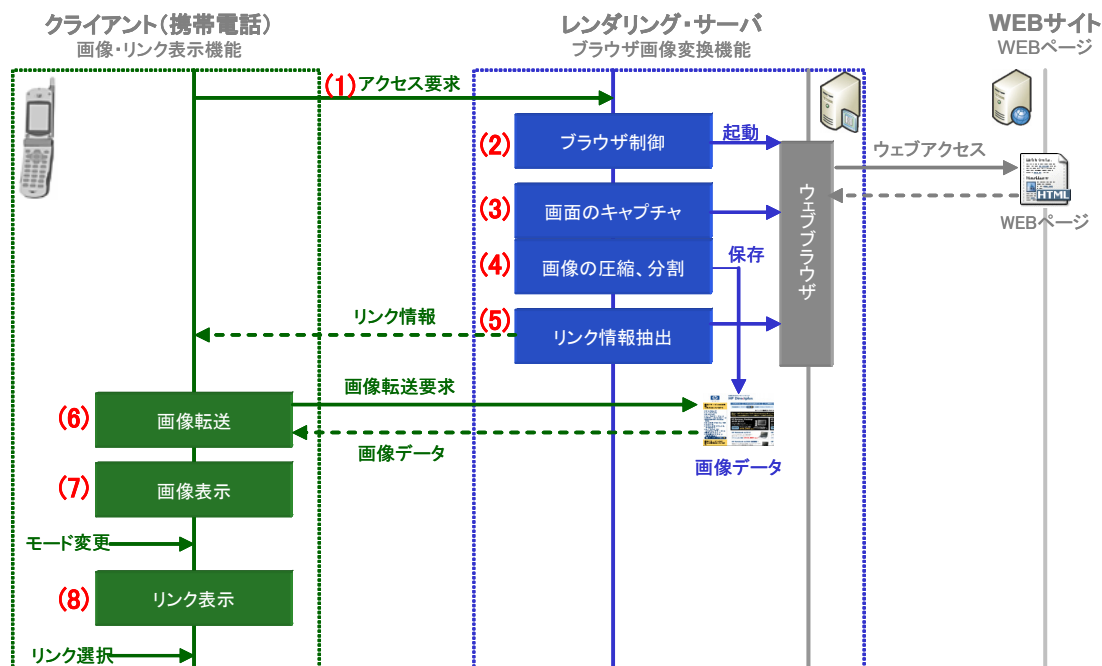 クライアント(携帯電話)
画像・リンク表示機能
レンダリング・サーバ
ブラウザ画像変換機能
WEBサイト
WEBページ
(1)アクセス要求
(2)
ブラウザ制御
起動
ウェブアクセス
(3)
画面のキャプチャ
ウェブブラウザ
HTML
WEBページ
(4)
画像の圧縮、分割
保存
リンク情報
(5)
リンク情報抽出
画像転送要求
(6)
画像転送
画像データ
画像データ
(7)
画像表示
モード変更
(8)
リンク表示
リンク選択